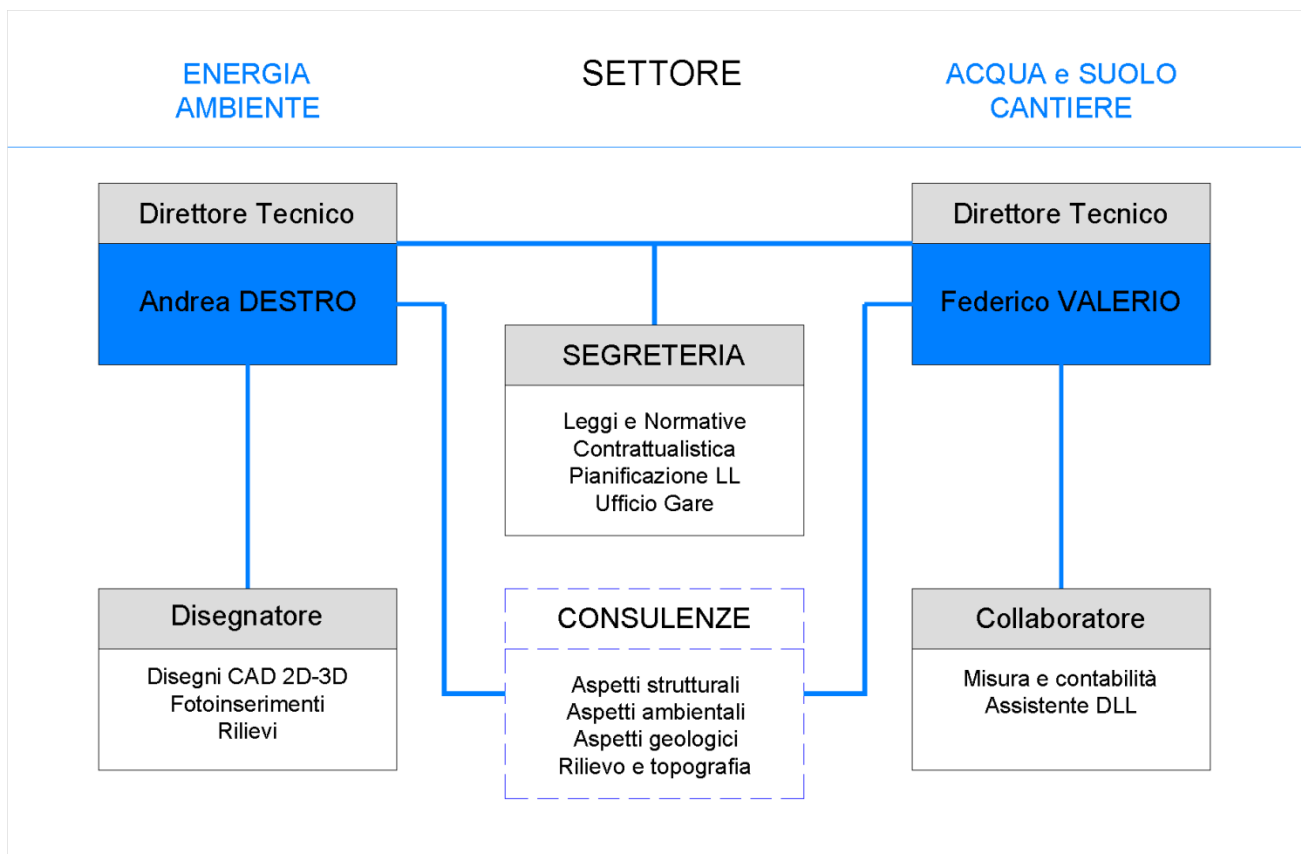 ENERGIA
AMBIENTE
SETTORE
ACQUA e SUOLO
CANTIERE
Direttore Tecnico
Andrea DESTRO
Direttore Tecnico
Federico VALERIO
SEGRETERIA
Leggi e Normative
Contrattualistica
Pianificazione LL
Ufficio Gare
Disegnatore
Disegni CAD 2D-3D
Fotoinserimenti
Rilievi
CONSULENZE
Aspetti strutturali
Aspetti ambientali
Aspetti geologici
Rilievo e topografia
Collaboratore
Misura e contabilità
Assistente DLL